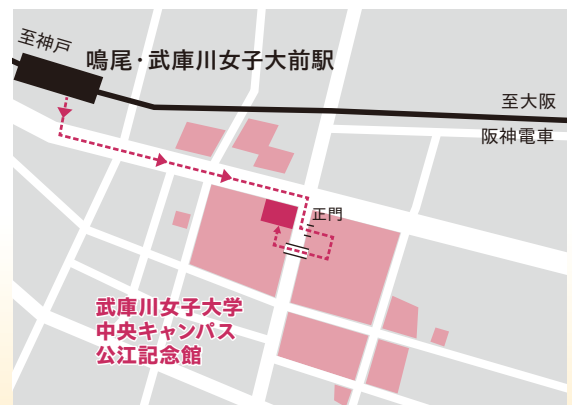 至神戸
鳴尾・武庫川女子大前駅
至大阪
阪神電車
正門
武庫川女子大学
中央キャンパス
公江記念館